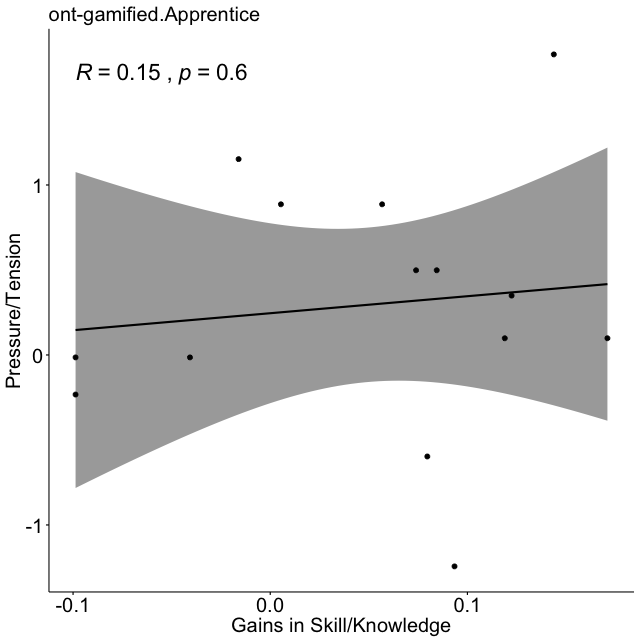 ont-gamified.Apprentice
R = 0.15 , p = 0.6
Pressure/Tension
1
0
-1
-0.1
0.0
0.1
Gains in Skill/Knowledge